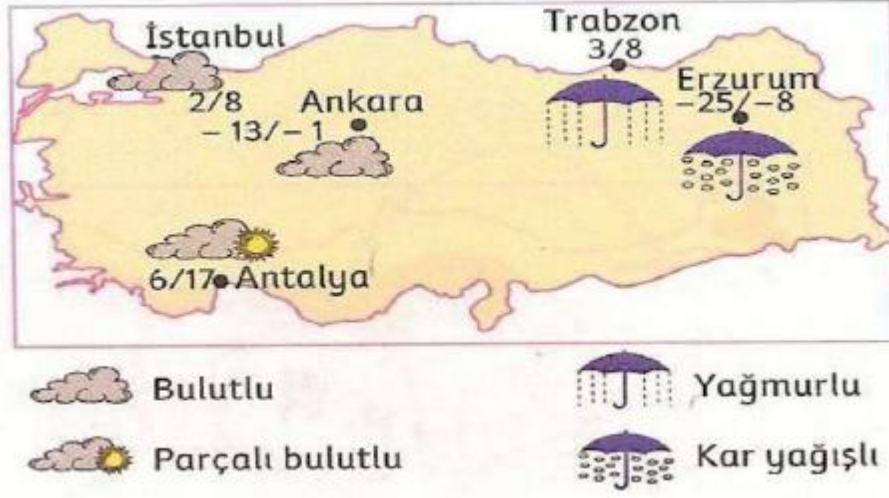 İstanbul
2/8
Ankara
-13/-1
Trabzon
3/8
Erzurum
-25/-8
6/17 Antalya
Bulutlu
Yağmurlu
Parçalı bulutlu
Kar yağışlı